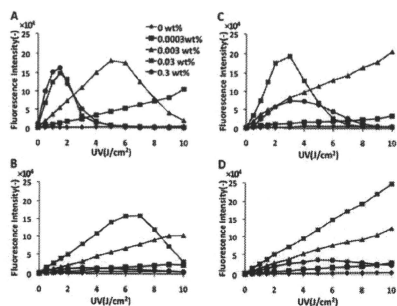 A
×10⁴
25
20
15
10
5
0
Fluorescence Intensity(-)
0 2 4 6 8 10
UV(J/cm²)
0 wt%
0.0003wt%
0.003 wt%
0.03 wt%
0.3 wt%
C
×10⁴
25
20
15
10
5
0
Fluorescence Intensity(-)
0 2 4 6 8 10
UV(J/cm²)
B
×10⁴
25
20
15
10
5
0
Fluorescence Intensity(-)
0 2 4 6 8 10
UV(J/cm²)
D
×10⁴
25
20
15
10
5
0
Fluorescence Intensity(-)
0 2 4 6 8 10
UV(J/cm²)